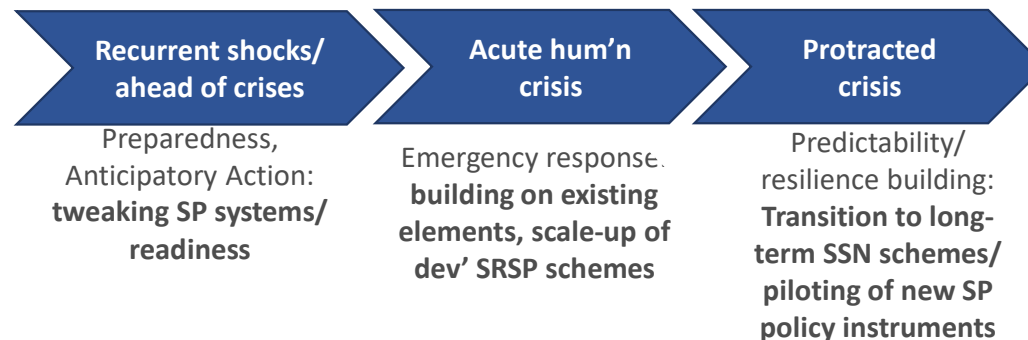 Recurrent shocks/
ahead of crises
Preparedness,
Anticipatory Action:
tweaking SP systems/
readiness
Acute hum’n
crisis
Emergency response:
building on existing
elements, scale-up of
dev’ SRSP schemes
Protracted
crisis
Predictability/
resilience building:
Transition to long-
term SSN schemes/
piloting of new SP
policy instruments